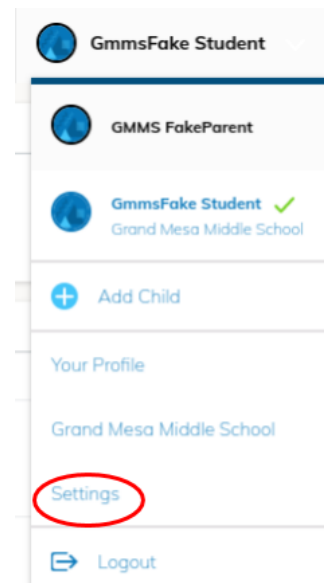 GmmsFake Student
GMMS FakeParent
GmmsFake Student
Grand Mesa Middle School
Add Child
Your Profile
Grand Mesa Middle School
Settings
Logout